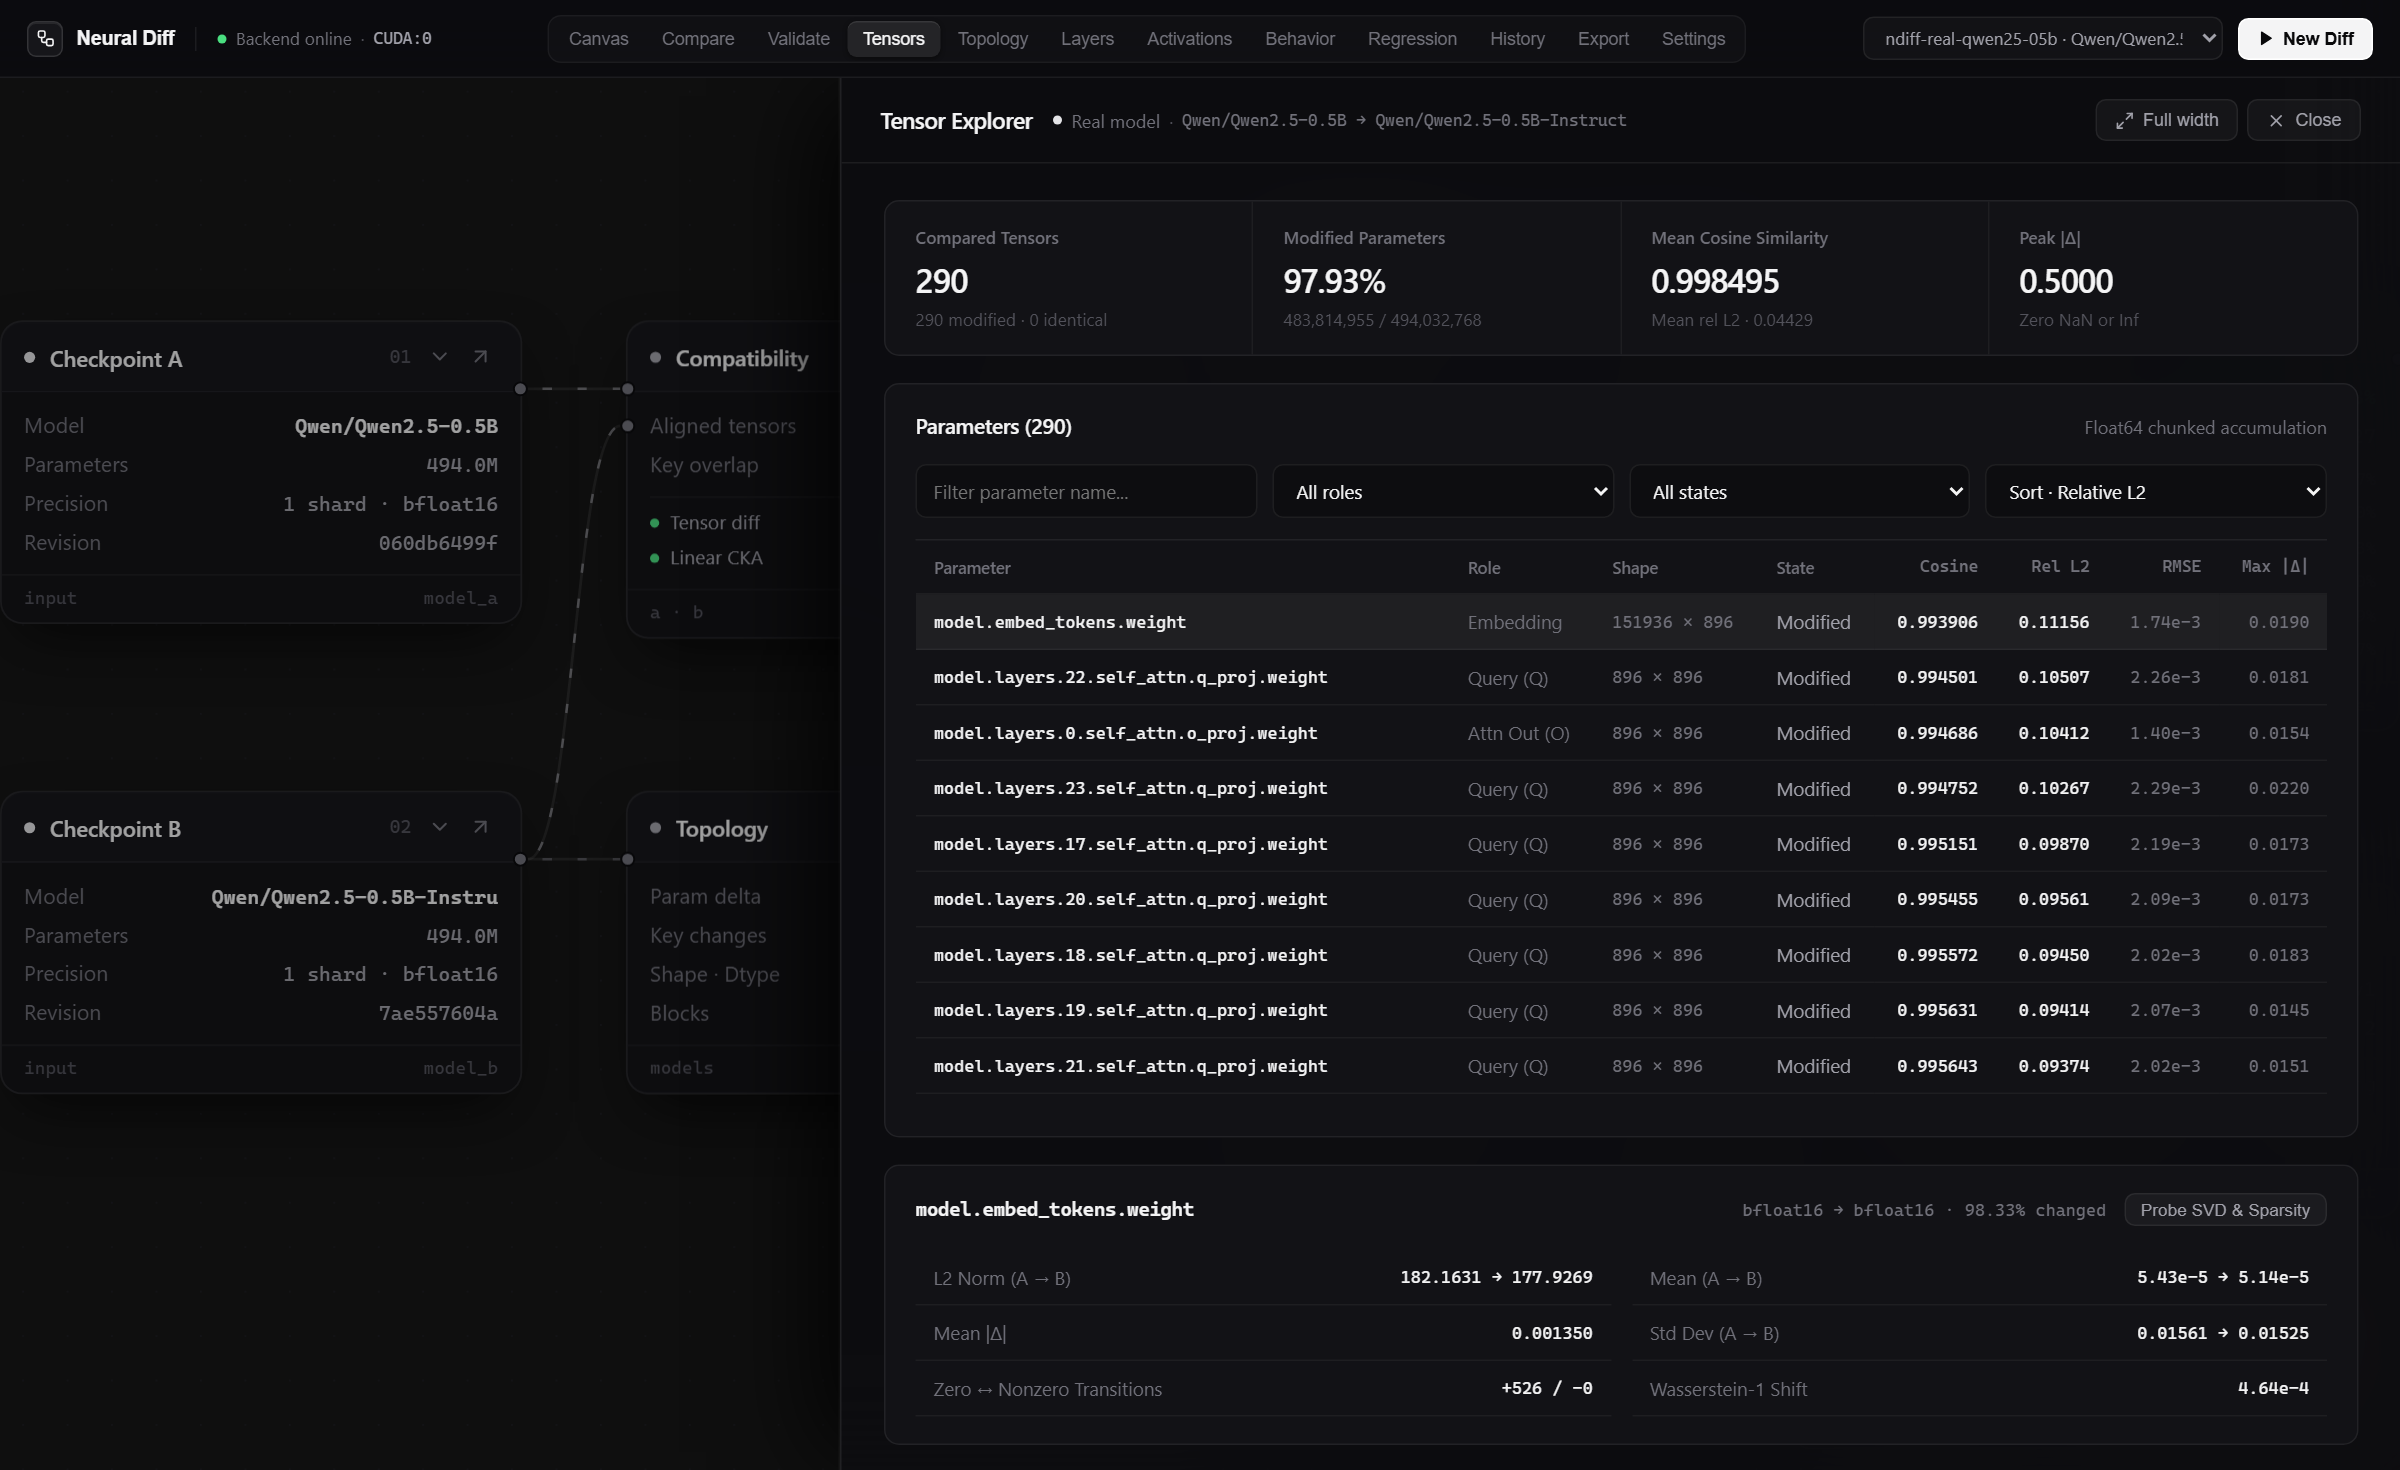 Neural Diff
Backend online · CUDA:0
Canvas Compare Validate Tensors Topology Layers Activations Behavior Regression History Export Settings
ndiff-real-qwen25-05b · Qwen/Qwen2.!
New Diff
Checkpoint A 01
Model Qwen/Qwen2.5-0.5B
Parameters 494.0M
Precision 1 shard · bfloat16
Revision 060db6499f
input model_a
Compatibility
Aligned tensors
Key overlap
Tensor diff
Linear CKA
a · b
Checkpoint B 02
Model Qwen/Qwen2.5-0.5B-Instru
Parameters 494.0M
Precision 1 shard · bfloat16
Revision 7ae557604a
input model_b
Topology
Param delta
Key changes
Shape · Dtype
Blocks
models
Tensor Explorer Real model · Qwen/Qwen2.5-0.5B → Qwen/Qwen2.5-0.5B-Instruct
Full width Close
Compared Tensors
290
290 modified · 0 identical
Modified Parameters
97.93%
483,814,955 / 494,032,768
Mean Cosine Similarity
0.998495
Mean rel L2 · 0.04429
Peak |Δ|
0.5000
Zero NaN or Inf
Parameters (290) Float64 chunked accumulation
Filter parameter name... All roles All states Sort · Relative L2
Parameter Role Shape State Cosine Rel L2 RMSE Max |Δ|
model.embed_tokens.weight Embedding 151936 × 896 Modified 0.993906 0.11156 1.74e-3 0.0190
model.layers.22.self_attn.q_proj.weight Query (Q) 896 × 896 Modified 0.994501 0.10507 2.26e-3 0.0181
model.layers.0.self_attn.o_proj.weight Attn Out (O) 896 × 896 Modified 0.994686 0.10412 1.40e-3 0.0154
model.layers.23.self_attn.q_proj.weight Query (Q) 896 × 896 Modified 0.994752 0.10267 2.29e-3 0.0220
model.layers.17.self_attn.q_proj.weight Query (Q) 896 × 896 Modified 0.995151 0.09870 2.19e-3 0.0173
model.layers.20.self_attn.q_proj.weight Query (Q) 896 × 896 Modified 0.995455 0.09561 2.09e-3 0.0173
model.layers.18.self_attn.q_proj.weight Query (Q) 896 × 896 Modified 0.995572 0.09450 2.02e-3 0.0183
model.layers.19.self_attn.q_proj.weight Query (Q) 896 × 896 Modified 0.995631 0.09414 2.07e-3 0.0145
model.layers.21.self_attn.q_proj.weight Query (Q) 896 × 896 Modified 0.995643 0.09374 2.02e-3 0.0151
model.embed_tokens.weight bfloat16 → bfloat16 · 98.33% changed Probe SVD & Sparsity
L2 Norm (A → B) 182.1631 → 177.9269 Mean (A → B) 5.43e-5 → 5.14e-5
Mean |Δ| 0.001350 Std Dev (A → B) 0.01561 → 0.01525
Zero ↔ Nonzero Transitions +526 / -0 Wasserstein-1 Shift 4.64e-4